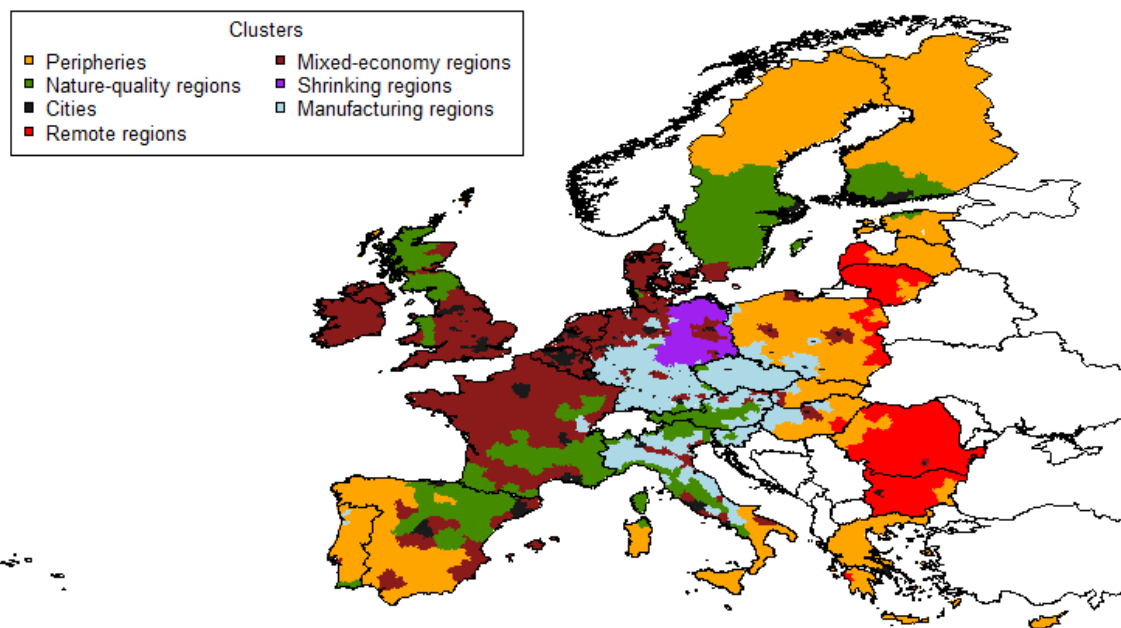 Clusters
Peripheries
Nature-quality regions
Cities
Remote regions
Mixed-economy regions
Shrinking regions
Manufacturing regions